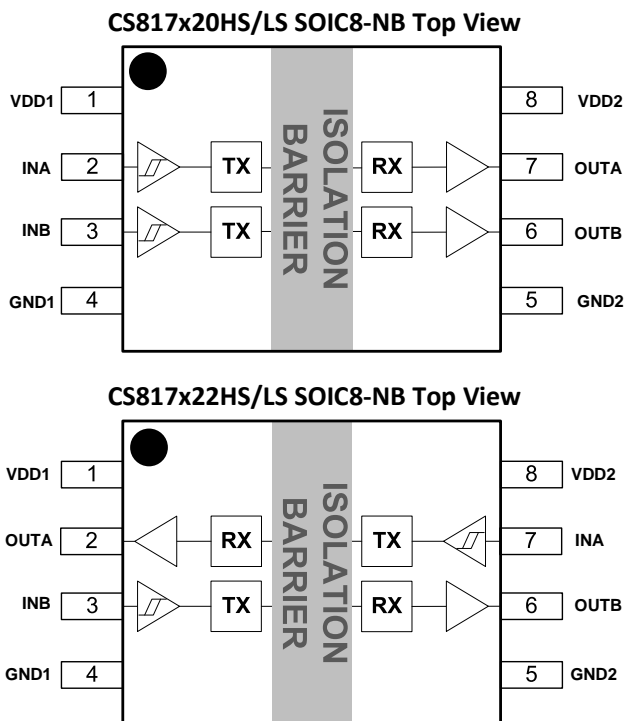 CS817x20HS/LS SOIC8-NB Top View
VDD1 1 8 VDD2
INA 2 TX RX 7 OUTA
INB 3 TX RX 6 OUTB
GND1 4 5 GND2
ISOLATION
BARRIER
CS817x22HS/LS SOIC8-NB Top View
VDD1 1 8 VDD2
OUTA 2 RX TX 7 INA
INB 3 TX RX 6 OUTB
GND1 4 5 GND2
ISOLATION
BARRIER